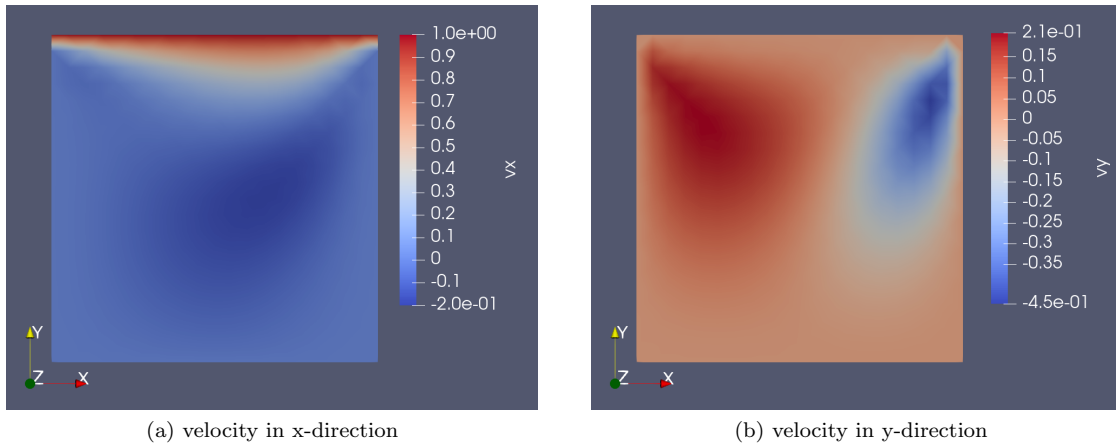 1.0e+00
0.9
0.8
0.7
0.6
0.5
0.4
0.3
0.2
0.1
0
-0.1
-2.0e-01
vx
Y
Z
X
(a) velocity in x-direction
2.1e-01
0.15
0.1
0.05
0
-0.05
-0.1
-0.15
-0.2
-0.25
-0.3
-0.35
-4.5e-01
vy
Y
Z
X
(b) velocity in y-direction